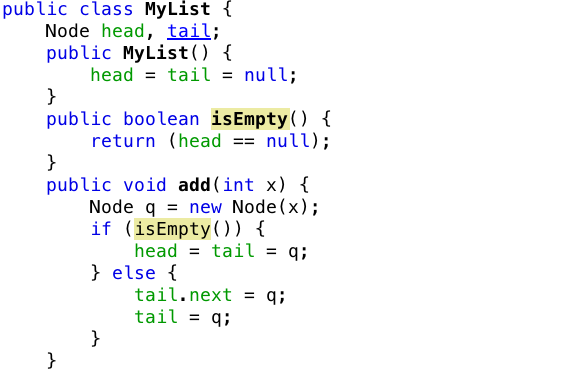 public class MyList {
    Node head, tail;
    public MyList() {
        head = tail = null;
    }
    public boolean isEmpty() {
        return (head == null);
    }
    public void add(int x) {
        Node q = new Node(x);
        if (isEmpty()) {
            head = tail = q;
        } else {
            tail.next = q;
            tail = q;
        }
    }